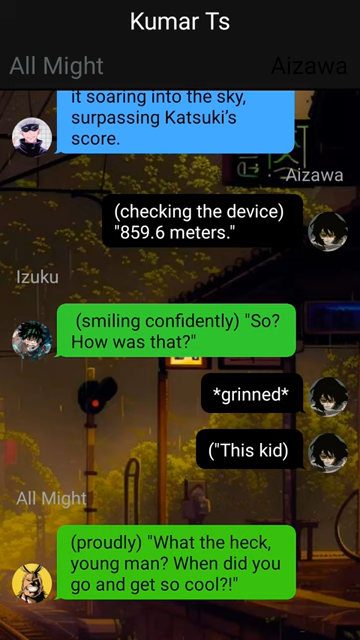 Kumar Ts
All Might
Aizawa
it soaring into the sky,
surpassing Katsuki's
score.
Aizawa
(checking the device)
"859.6 meters."
Izuku
(smiling confidently) "So?
How was that?"
*grinned*
("This kid)
All Might
(proudly) "What the heck,
young man? When did you
go and get so cool?!"